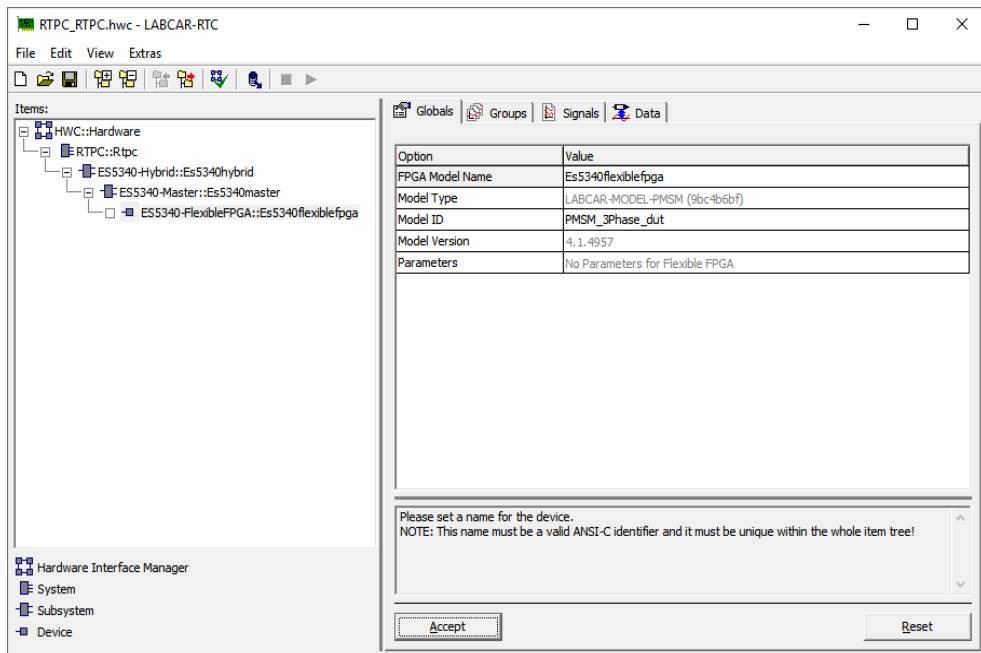 RTPC_RTPC.hwc - LABCAR-RTC
File Edit View Extras
Items:
HWC::Hardware
RTPC::Rtpc
ES5340-Hybrid::Es5340hybrid
ES5340-Master::Es5340master
ES5340-FlexibleFPGA::Es5340flexiblefpga
Hardware Interface Manager
System
Subsystem
Device
Globals Groups Signals Data
Option Value
FPGA Model Name Es5340flexiblefpga
Model Type LABCAR-MODEL-PMSM (9bc4b6bf)
Model ID PMSM_3Phase_dut
Model Version 4.1.4957
Parameters No Parameters for Flexible FPGA
Please set a name for the device.
NOTE: This name must be a valid ANSI-C identifier and it must be unique within the whole item tree!
Accept Reset